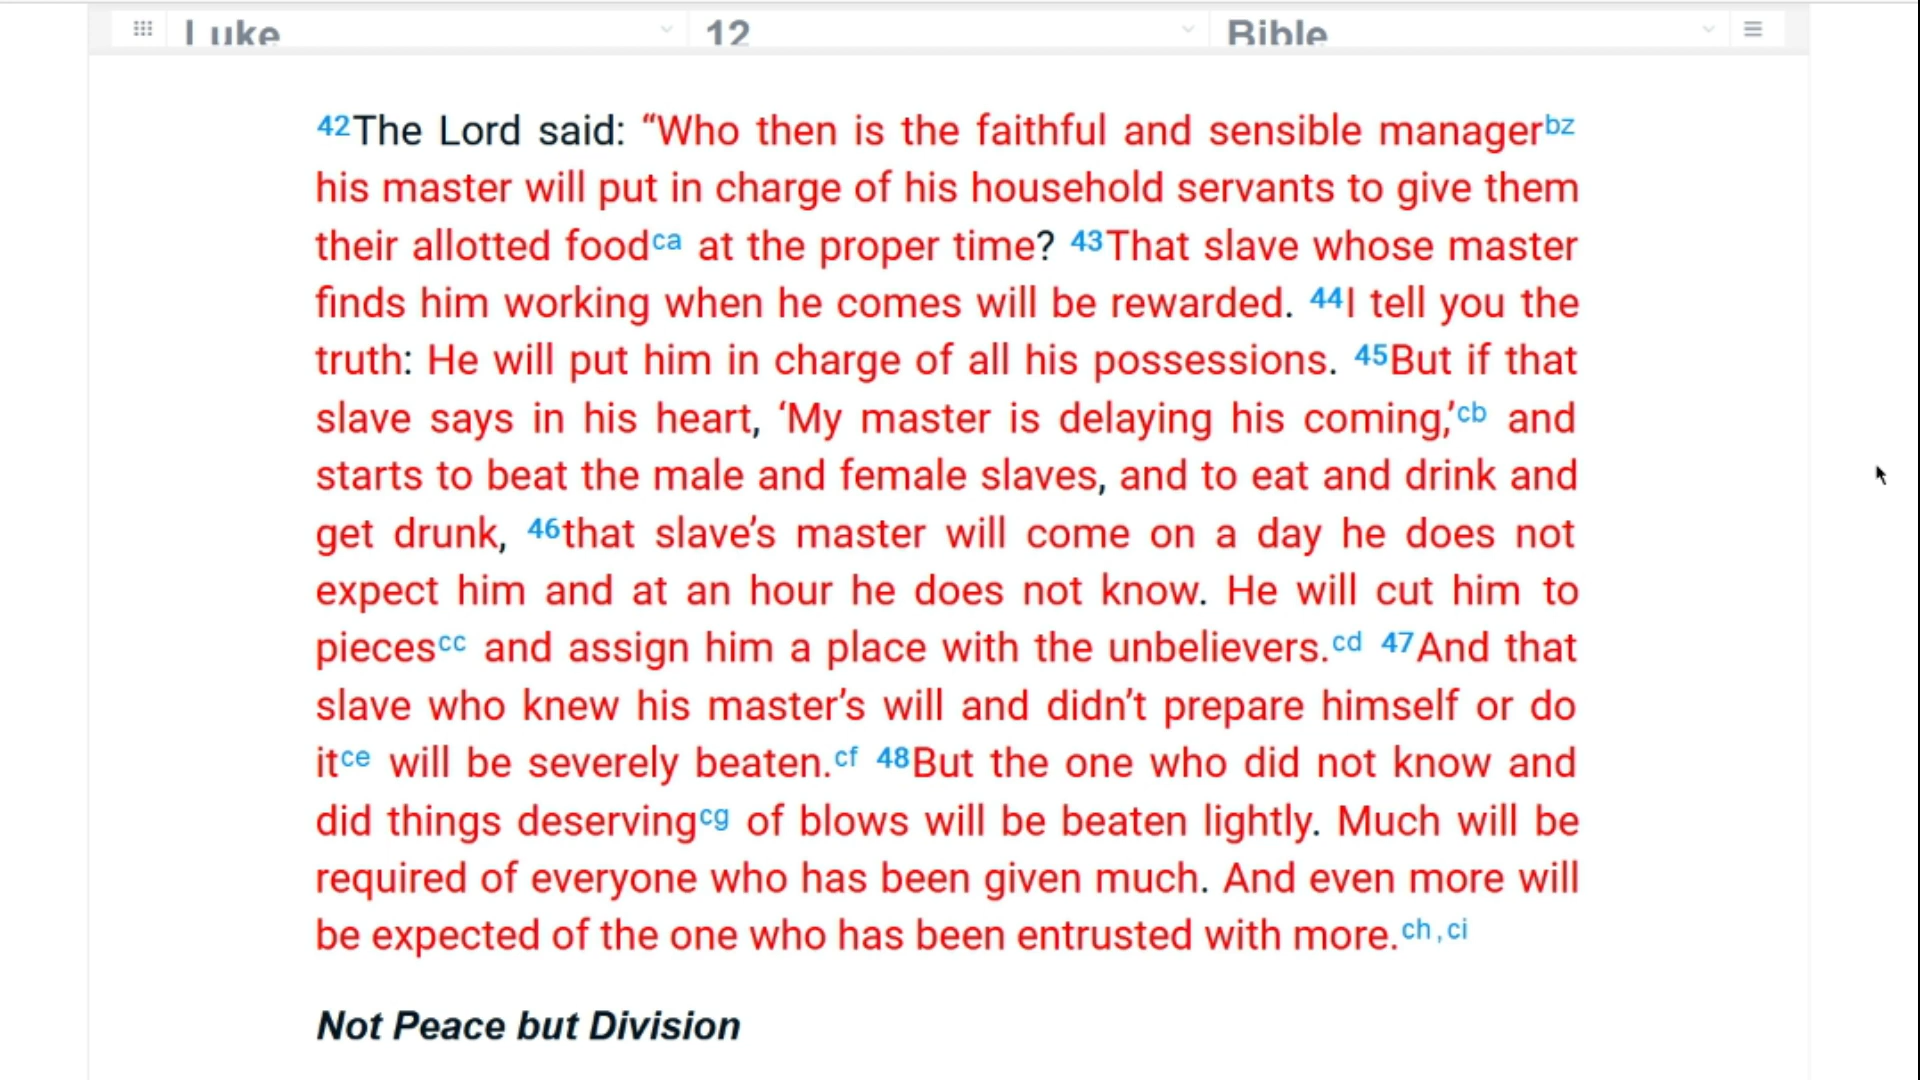 Luke 12 Bible
42The Lord said: “Who then is the faithful and sensible managerbz
his master will put in charge of his household servants to give them
their allotted foodca at the proper time? 43That slave whose master
finds him working when he comes will be rewarded. 44I tell you the
truth: He will put him in charge of all his possessions. 45But if that
slave says in his heart, ‘My master is delaying his coming,’cb and
starts to beat the male and female slaves, and to eat and drink and
get drunk, 46that slave’s master will come on a day he does not
expect him and at an hour he does not know. He will cut him to
piecescc and assign him a place with the unbelievers.cd 47And that
slave who knew his master’s will and didn’t prepare himself or do
itce will be severely beaten.cf 48But the one who did not know and
did things deservingcg of blows will be beaten lightly. Much will be
required of everyone who has been given much. And even more will
be expected of the one who has been entrusted with more.ch,ci
Not Peace but Division